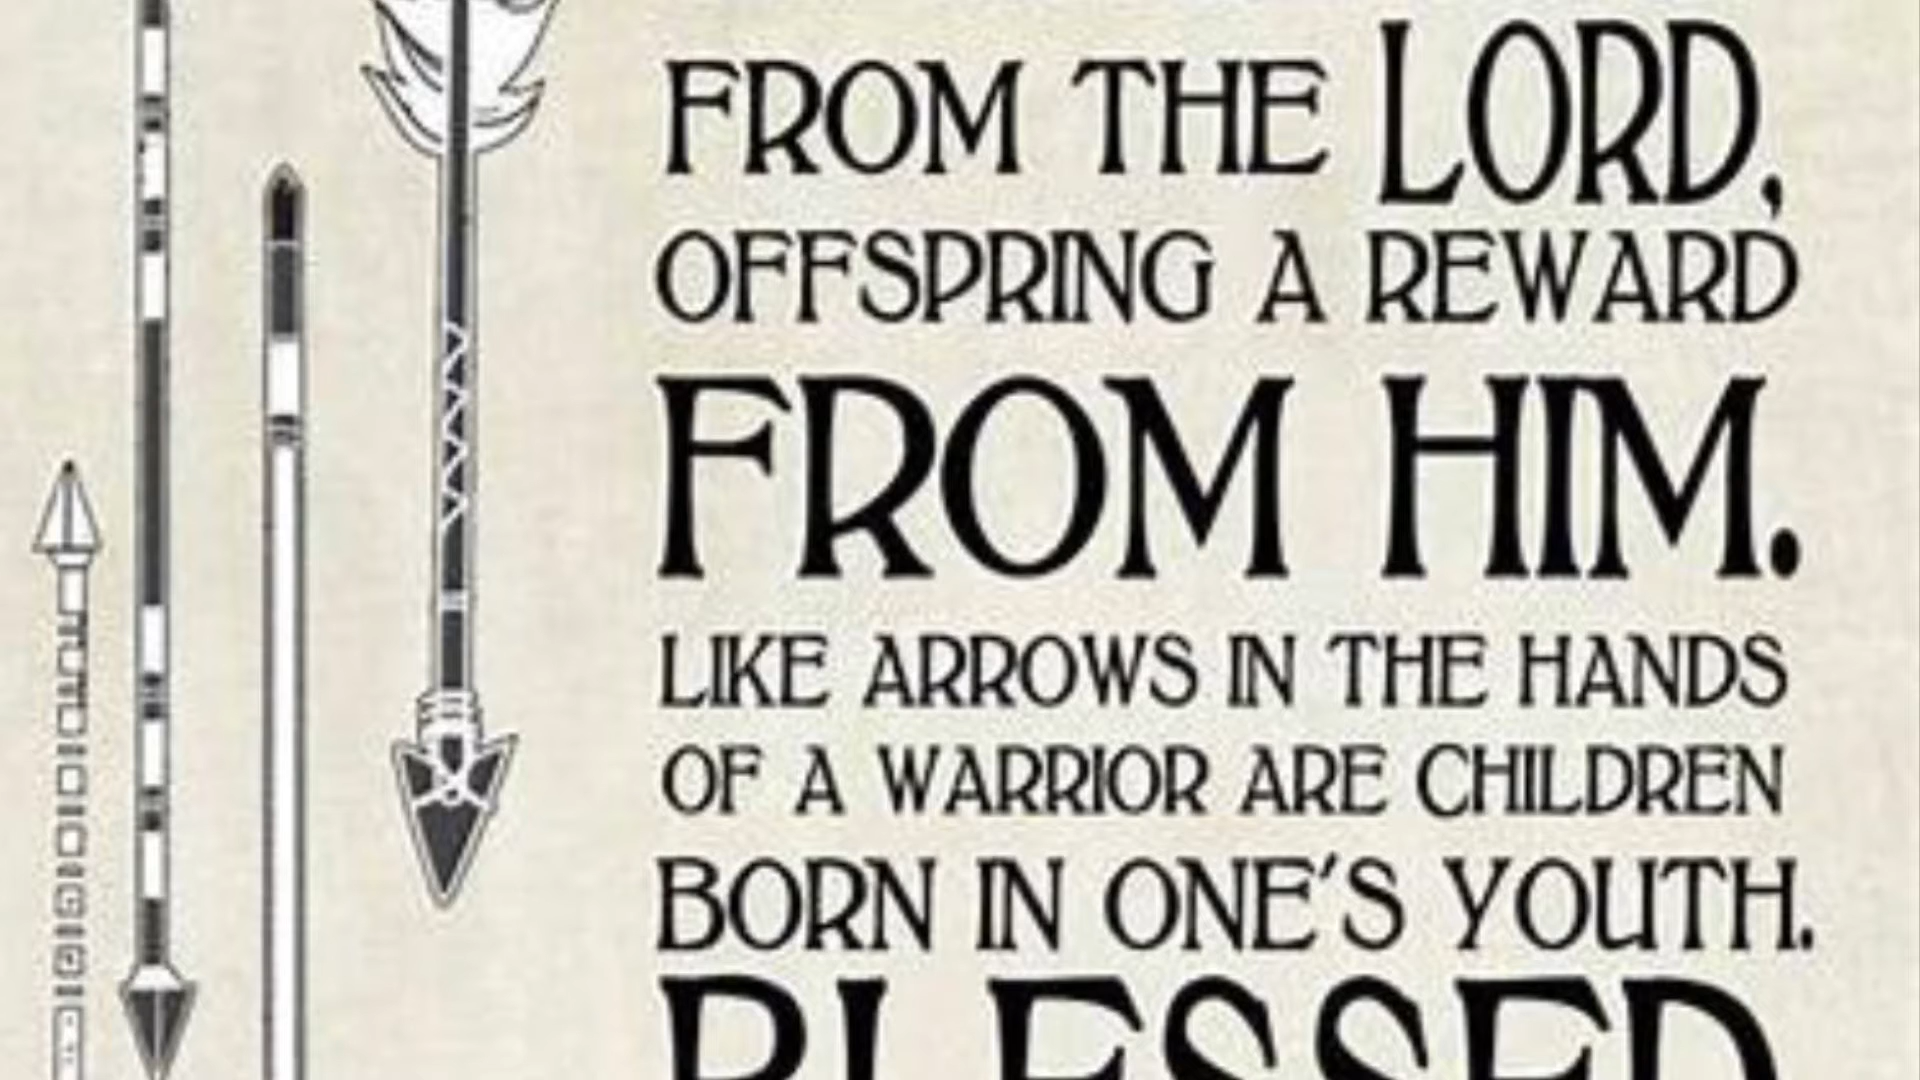 FROM THE LORD,
OFFSPRING A REWARD
FROM HIM.
LIKE ARROWS IN THE HANDS
OF A WARRIOR ARE CHILDREN
BORN IN ONE'S YOUTH.
BLESSED